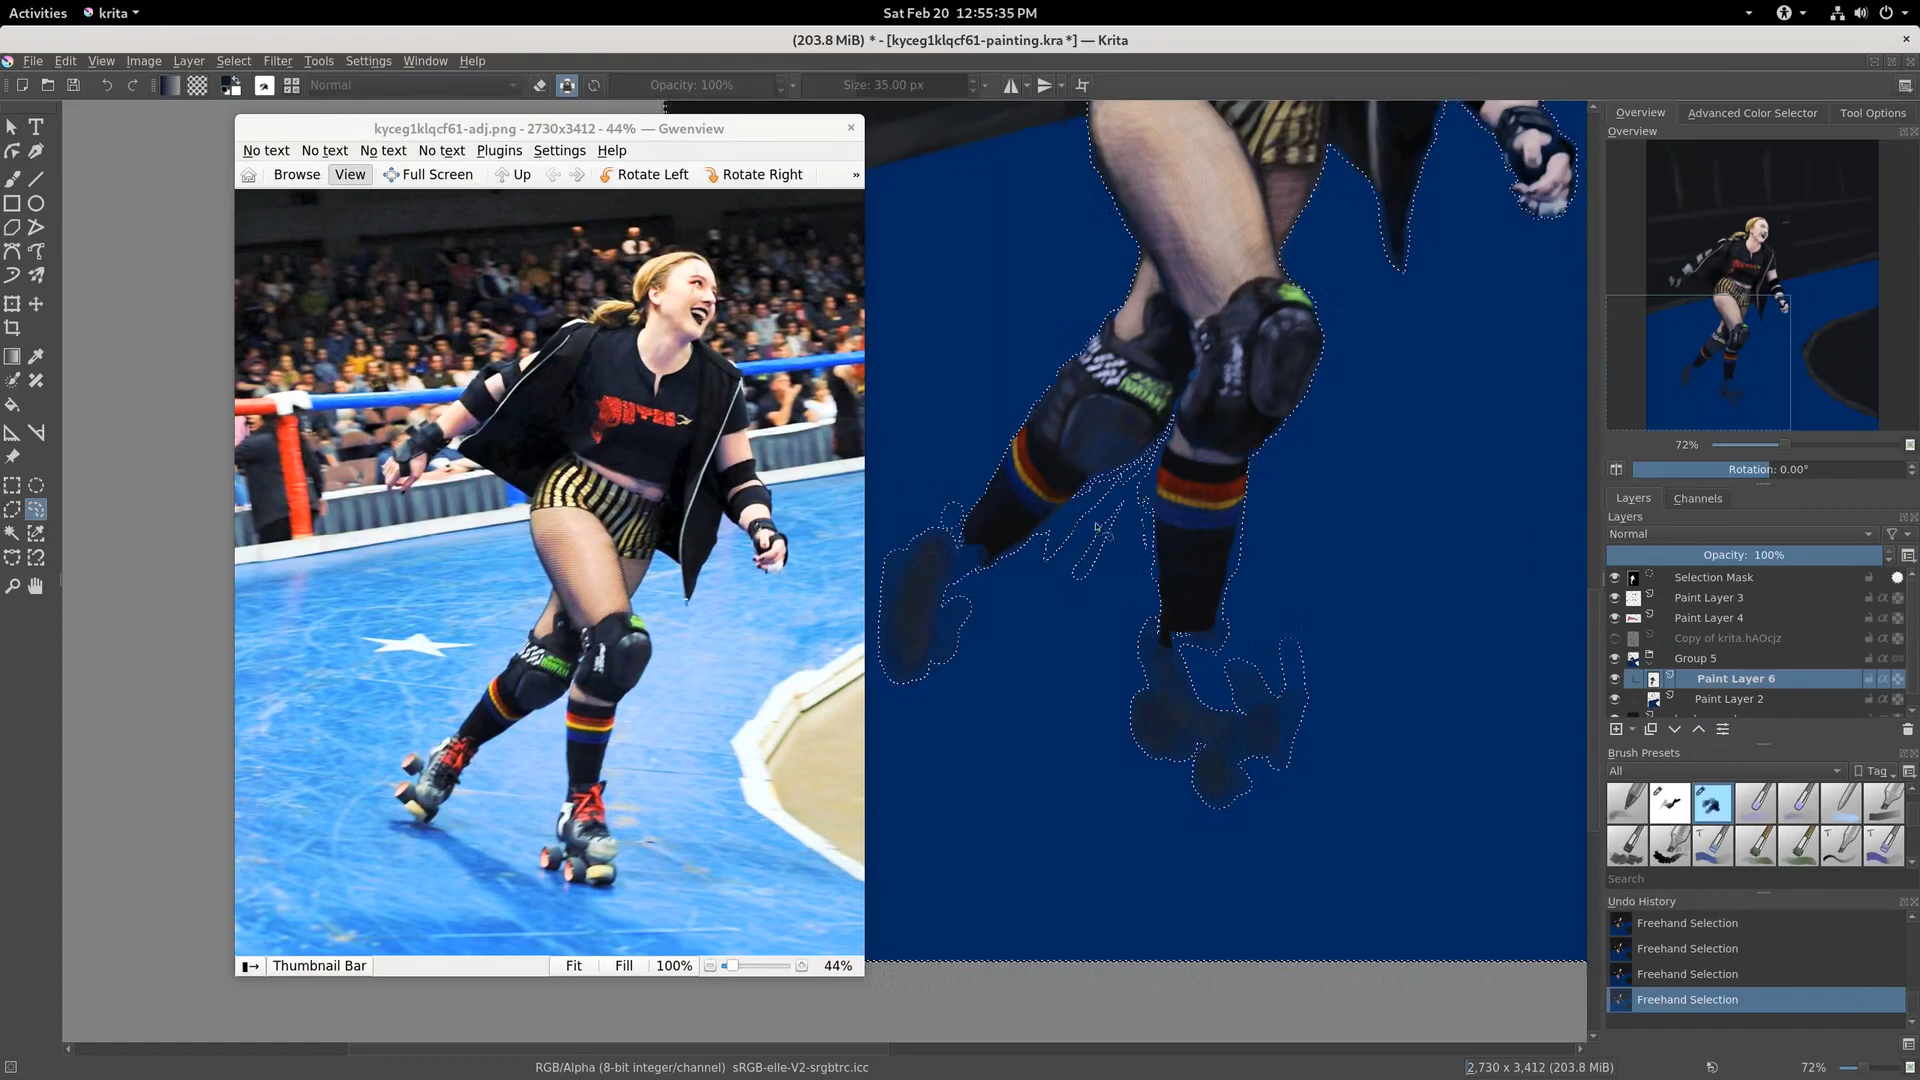 Activities krita Sat Feb 20 12:55:35 PM
(203.8 MiB) * - [kyceg1klqcf61-painting.kra *] — Krita
File Edit View Image Layer Select Filter Tools Settings Window Help
Normal Opacity: 100% Size: 35.00 px
Overview Advanced Color Selector Tool Options
kyceg1klqcf61-adj.png - 2730x3412 - 44% — Gwenview
No text No text No text No text Plugins Settings Help
Browse View Full Screen Up Rotate Left Rotate Right »
Thumbnail Bar Fit Fill 100% 44%
Overview
72%
Rotation: 0.00°
Layers Channels
Layers
Normal
Opacity: 100%
Selection Mask
Paint Layer 3
Paint Layer 4
Copy of krita.hAOcjz
Group 5
Paint Layer 6
Paint Layer 2
Brush Presets
All Tag
Search
Undo History
Freehand Selection
Freehand Selection
Freehand Selection
Freehand Selection
RGB/Alpha (8-bit integer/channel) sRGB-elle-V2-srgbtrc.icc
2,730 x 3,412 (203.8 MiB) 72%